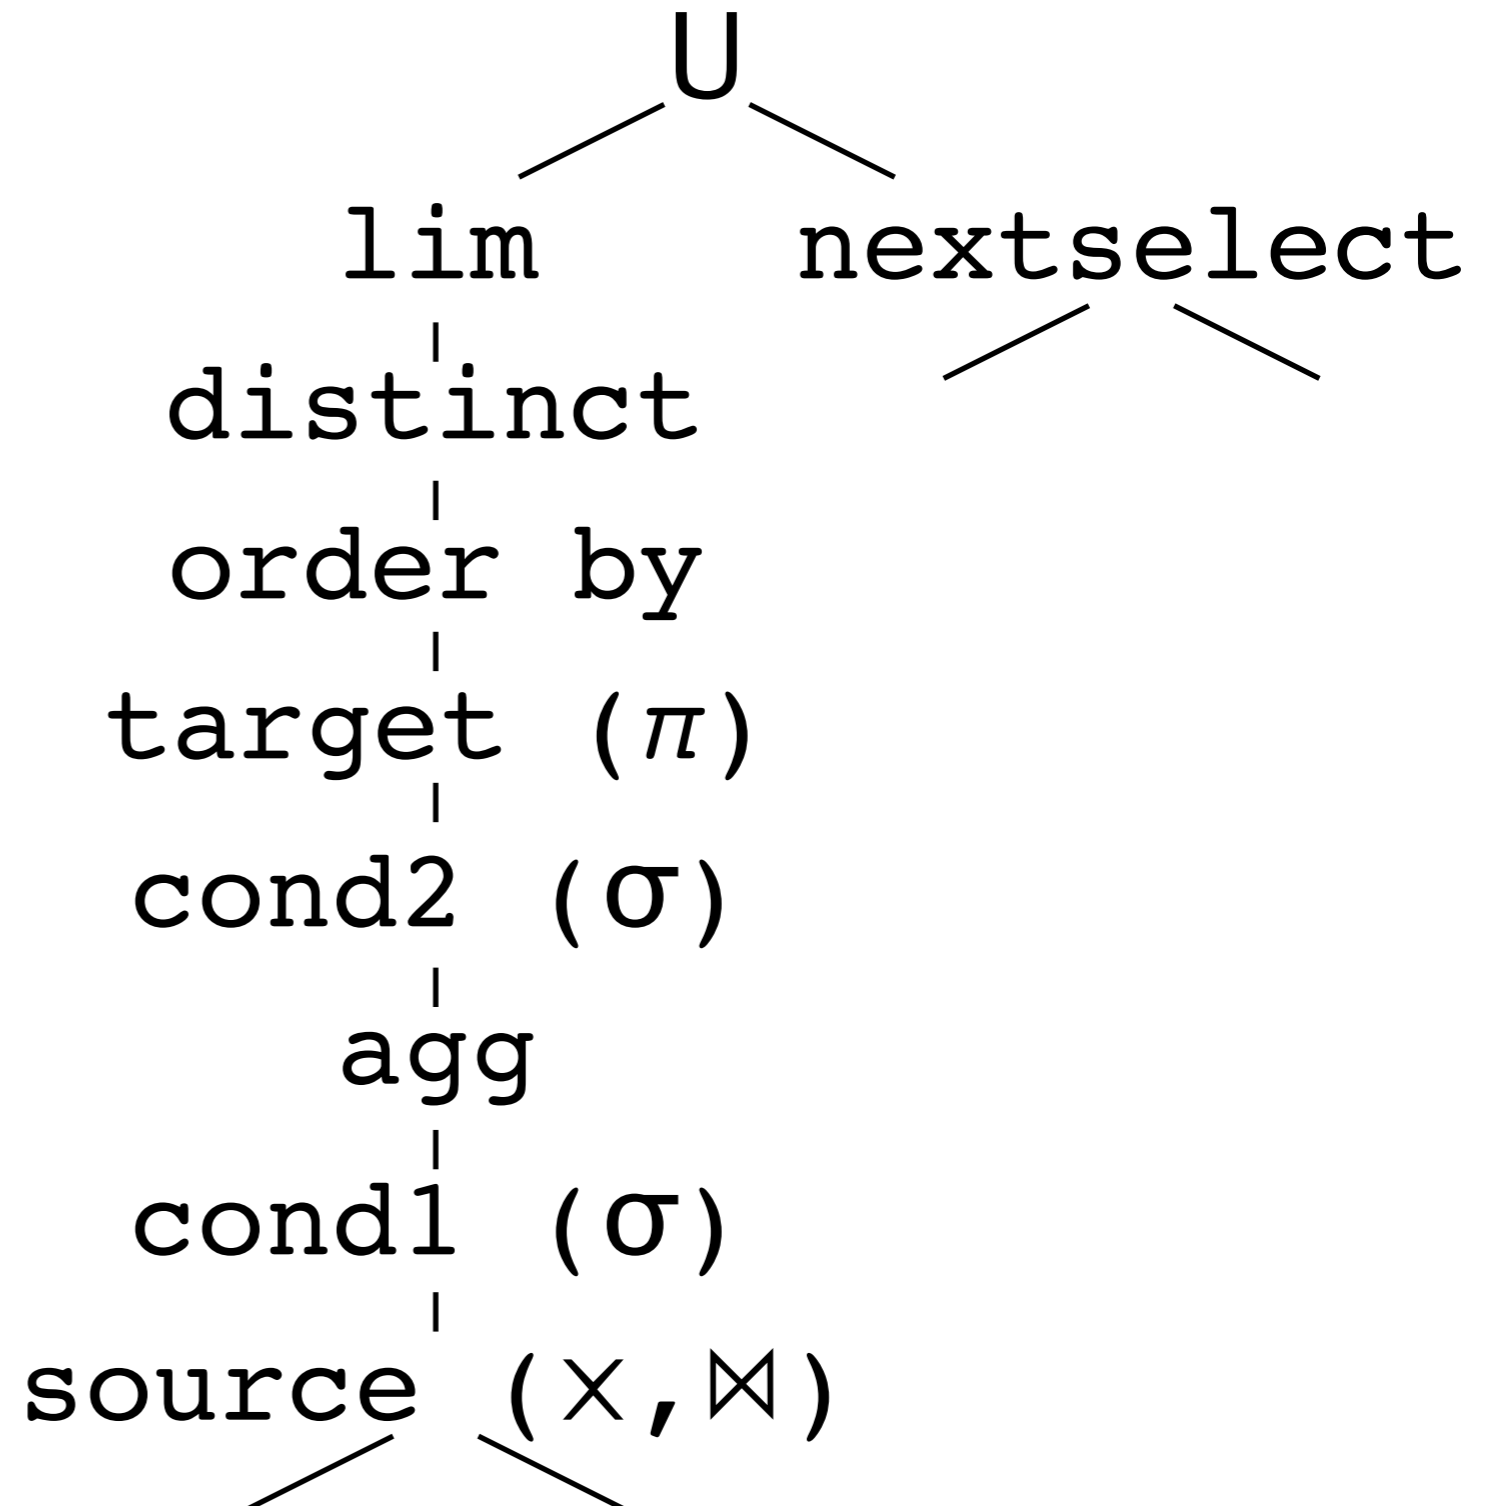 U
lim nextselect
distinct
order by
target (π)
cond2 (σ)
agg
cond1 (σ)
source (×,⋈)